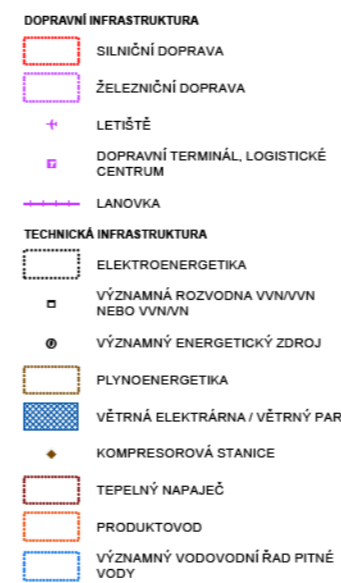 DOPRAVNÍ INFRASTRUKTURA
SILNIČNÍ DOPRAVA
ŽELEZNIČNÍ DOPRAVA
LETIŠTĚ
DOPRAVNÍ TERMINÁL, LOGISTICKÉ
CENTRUM
LANOVKA
TECHNICKÁ INFRASTRUKTURA
ELEKTROENERGETIKA
VÝZNAMNÁ ROZVODNA VVN/VVN
NEBO VVN/VN
VÝZNAMNÝ ENERGETICKÝ ZDROJ
PLYNOENERGETIKA
VĚTRNÁ ELEKTRÁRNA / VĚTRNÝ PAR
KOMPRESOROVÁ STANICE
TEPELNÝ NAPAJEČ
PRODUKTOVOD
VÝZNAMNÝ VODOVODNÍ ŘAD PITNÉ
VODY